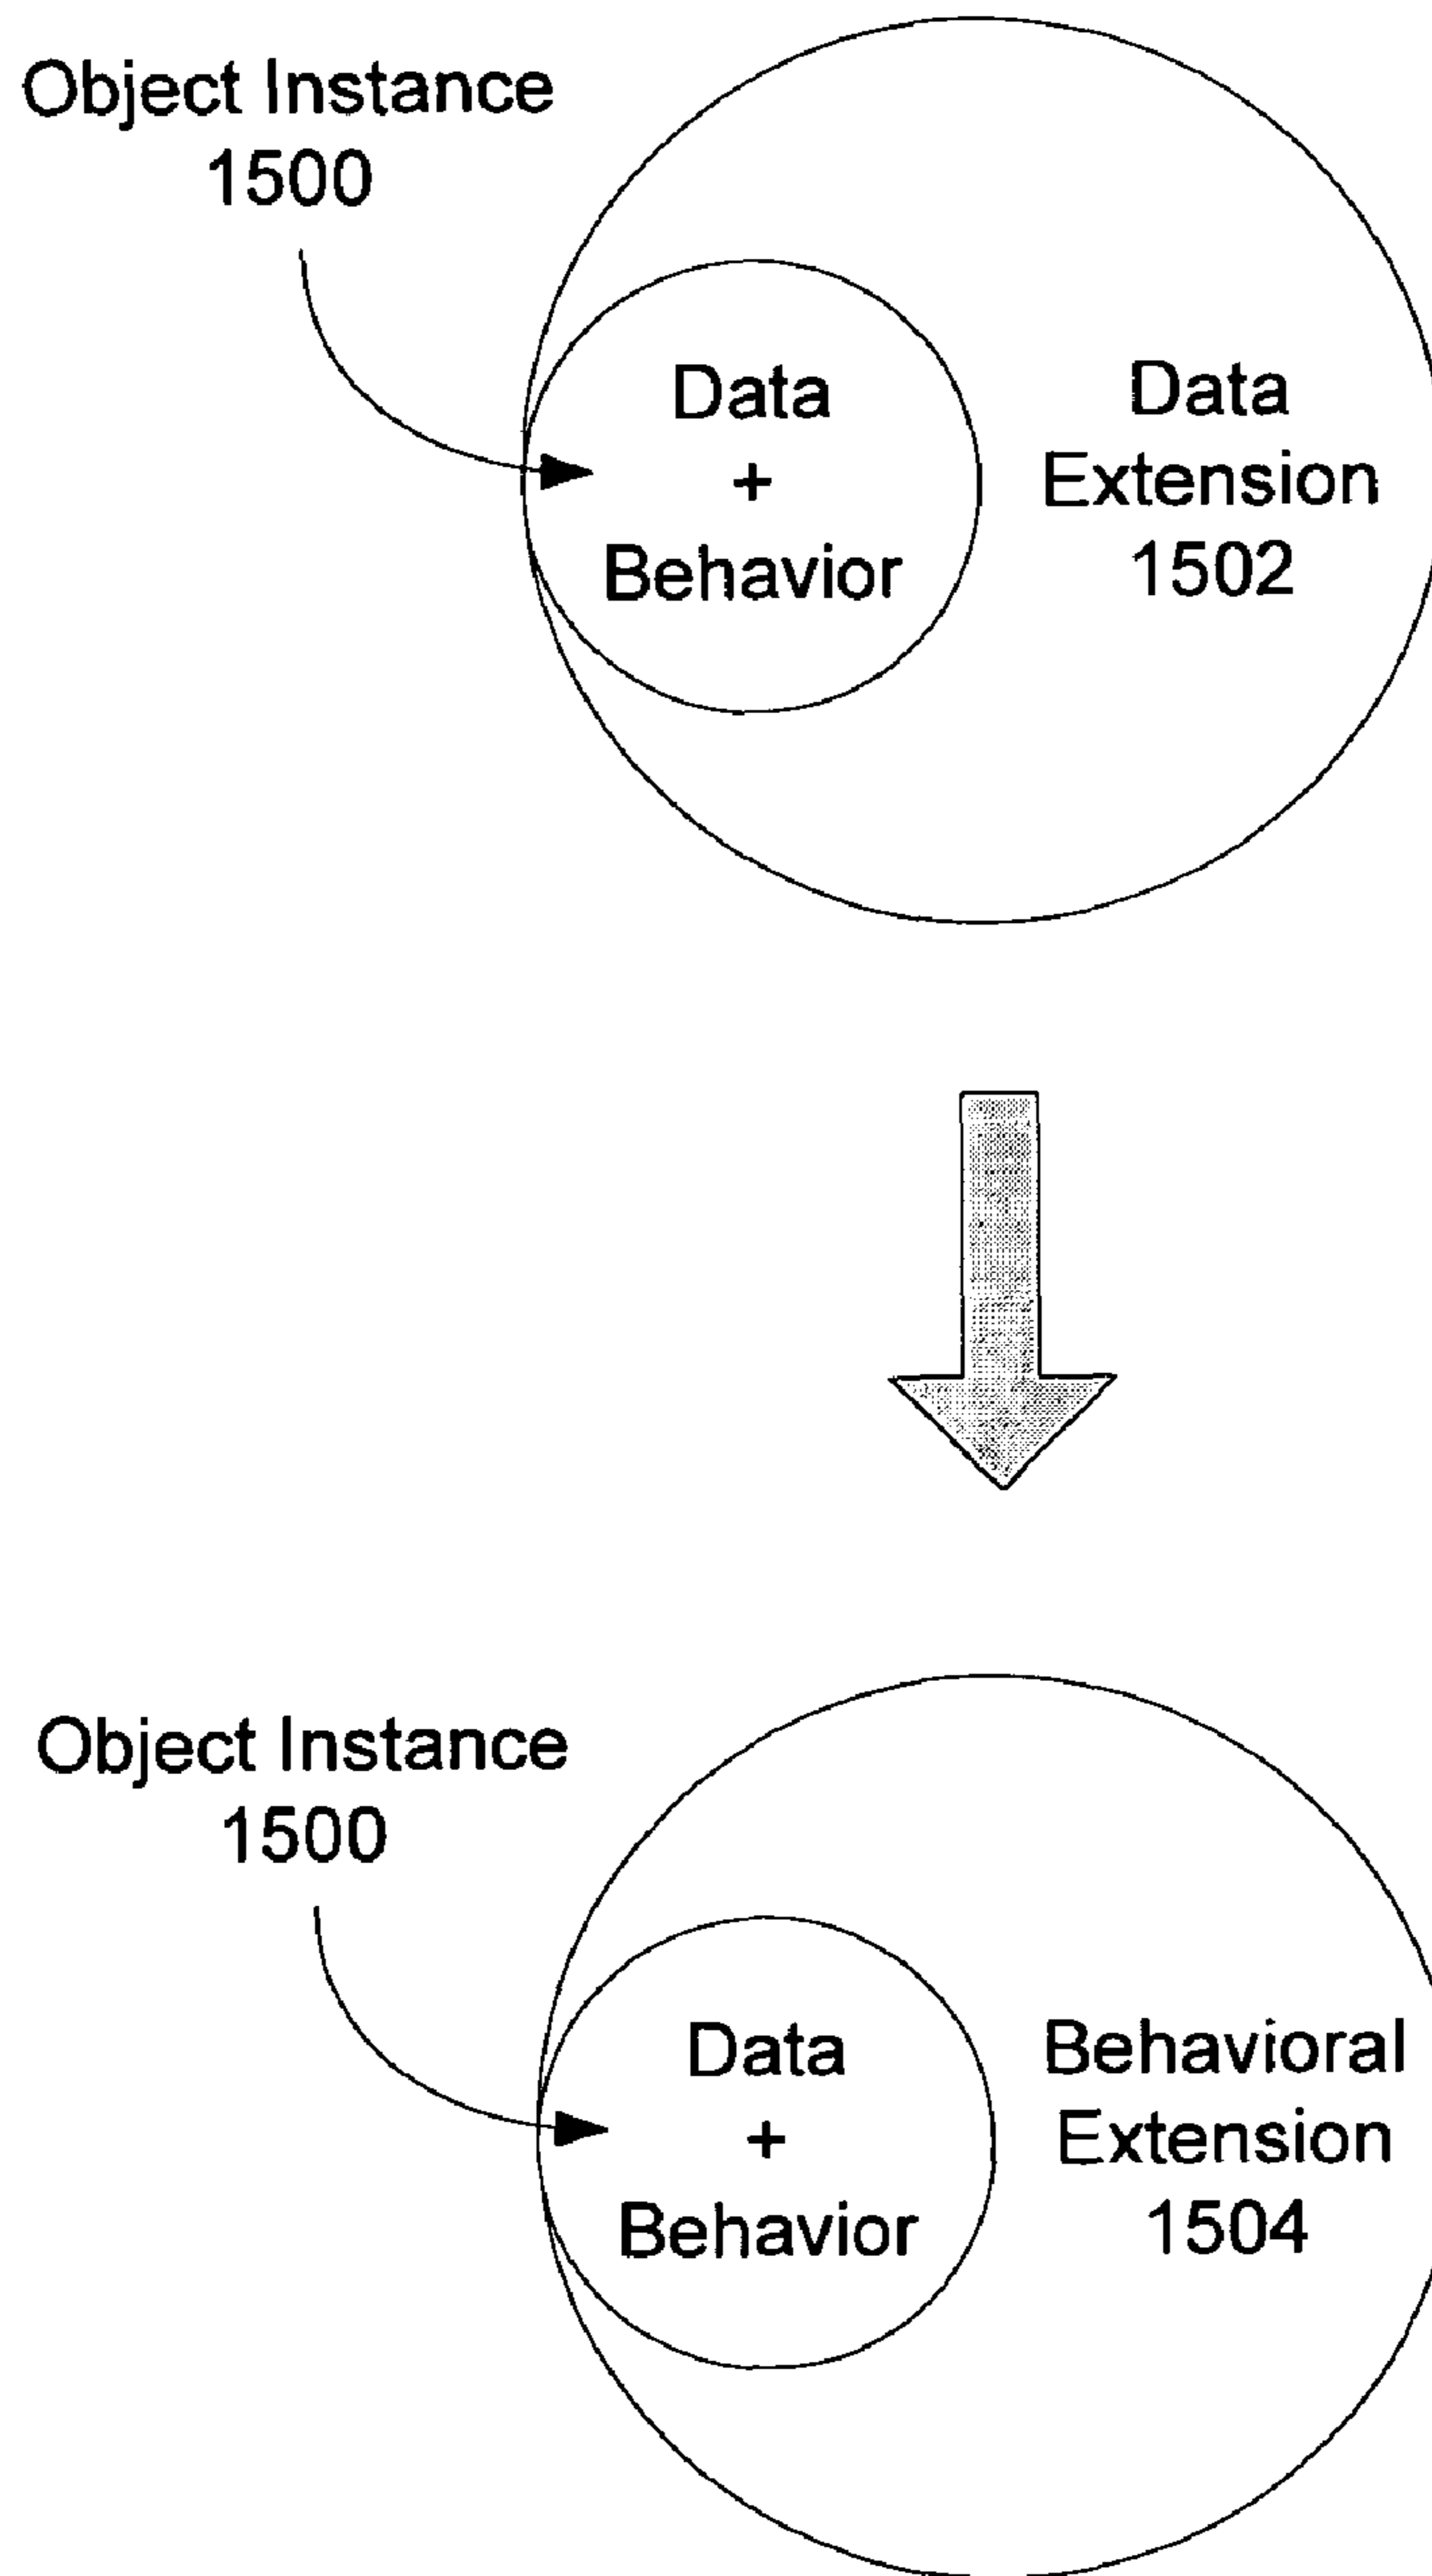 Object Instance
1500
Data
+
Behavior
Data
Extension
1502
Object Instance
1500
Data
+
Behavior
Behavioral
Extension
1504